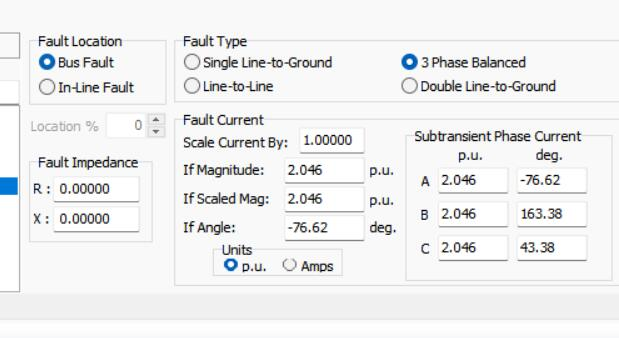 Fault Location
Bus Fault
In-Line Fault
Location % 0
Fault Impedance
R : 0.00000
X : 0.00000
Fault Type
Single Line-to-Ground
3 Phase Balanced
Line-to-Line
Double Line-to-Ground
Fault Current
Scale Current By: 1.00000
If Magnitude: 2.046 p.u.
If Scaled Mag: 2.046 p.u.
If Angle: -76.62 deg.
Units
p.u. Amps
Subtransient Phase Current
p.u. deg.
A 2.046 -76.62
B 2.046 163.38
C 2.046 43.38